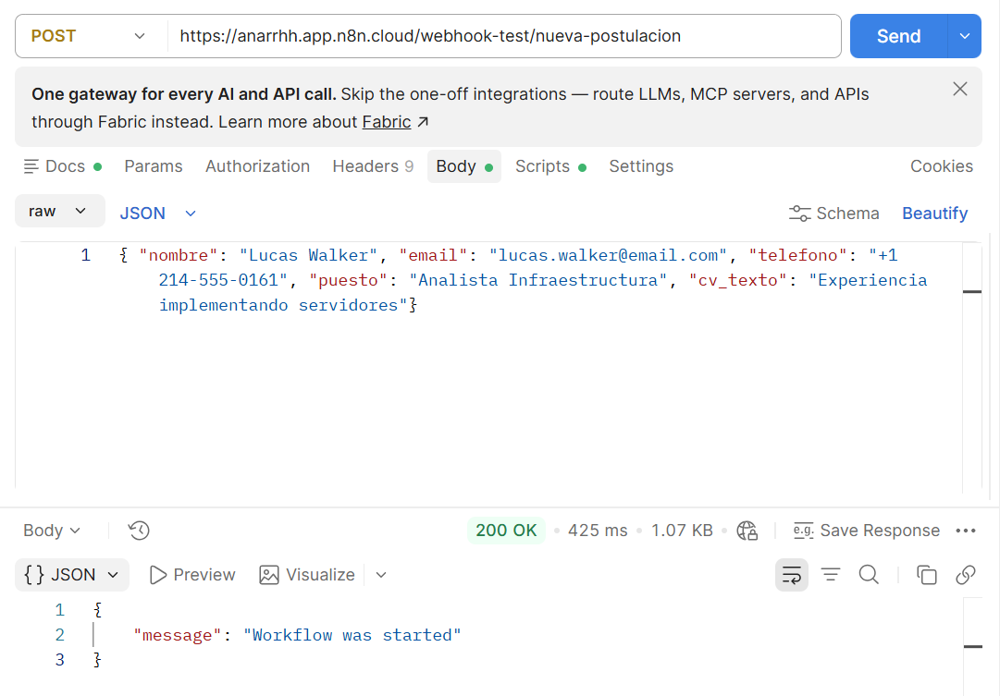 POST https://anarrhh.app.n8n.cloud/webhook-test/nueva-postulacion Send
One gateway for every AI and API call. Skip the one-off integrations — route LLMs, MCP servers, and APIs
through Fabric instead. Learn more about Fabric ↗
Docs Params Authorization Headers 9 Body Scripts Settings Cookies
raw JSON Schema Beautify
1 { "nombre": "Lucas Walker", "email": "lucas.walker@email.com", "telefono": "+1
214-555-0161", "puesto": "Analista Infraestructura", "cv_texto": "Experiencia
implementando servidores"}
Body 200 OK • 425 ms • 1.07 KB • e.g. Save Response
{} JSON Preview Visualize
1 {
2 "message": "Workflow was started"
3 }